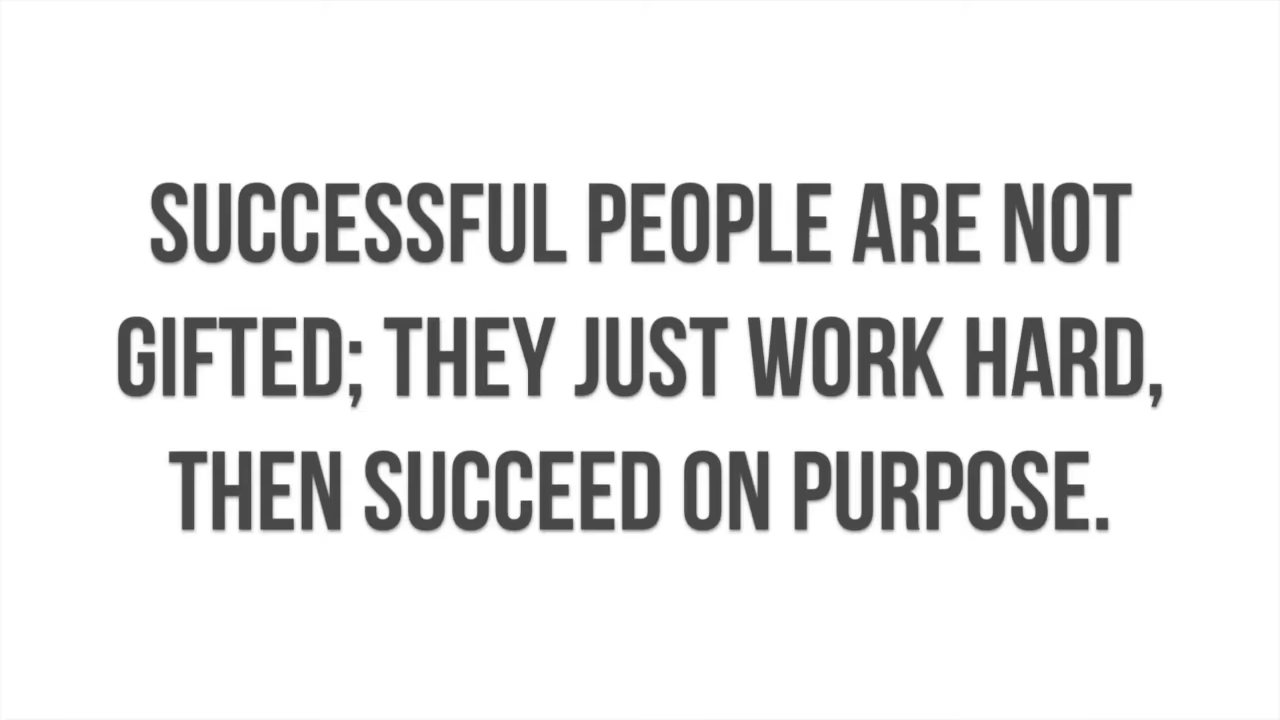 SUCCESSFUL PEOPLE ARE NOT
GIFTED; THEY JUST WORK HARD,
THEN SUCCEED ON PURPOSE.